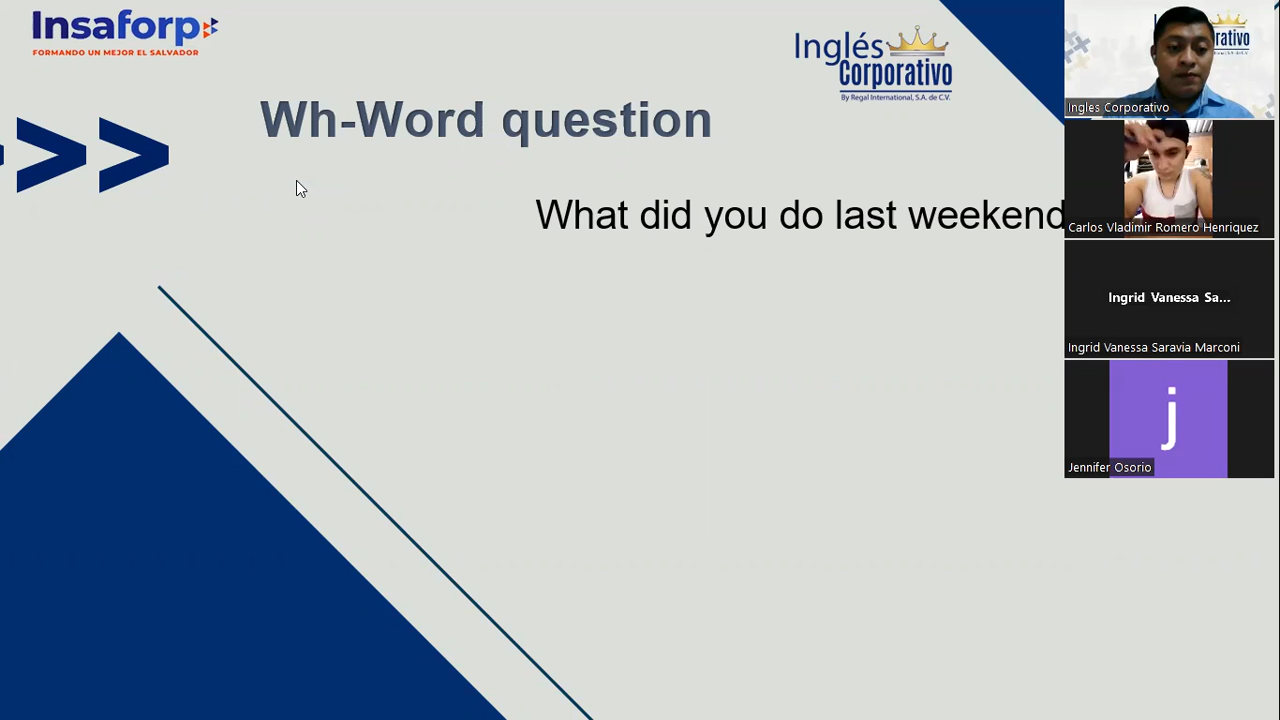 Insaforp
FORMANDO UN MEJOR EL SALVADOR
Inglés
Corporativo
By Regal International, S.A. de C.V.
Wh-Word question
What did you do last weekend
rativo
Ingles Corporativo
Carlos Vladimir Romero Henriquez
Ingrid Vanessa Sa...
Ingrid Vanessa Saravia Marconi
j
Jennifer Osorio